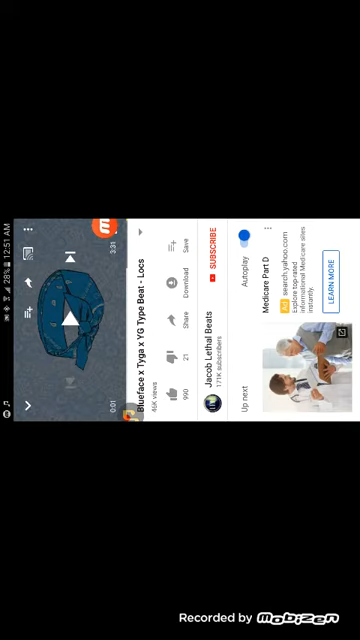 28% 12:51 AM
0:01
3:31
Blueface x Tyga x YG Type Beat - Locs
46K views
990
21
Share
Download
Save
Jacob Lethal Beats
171K subscribers
SUBSCRIBE
Up next
Autoplay
Medicare Part D
Ad search.yahoo.com
Explore top-rated
informational Medicare sites
instantly.
LEARN MORE
Recorded by mobizen